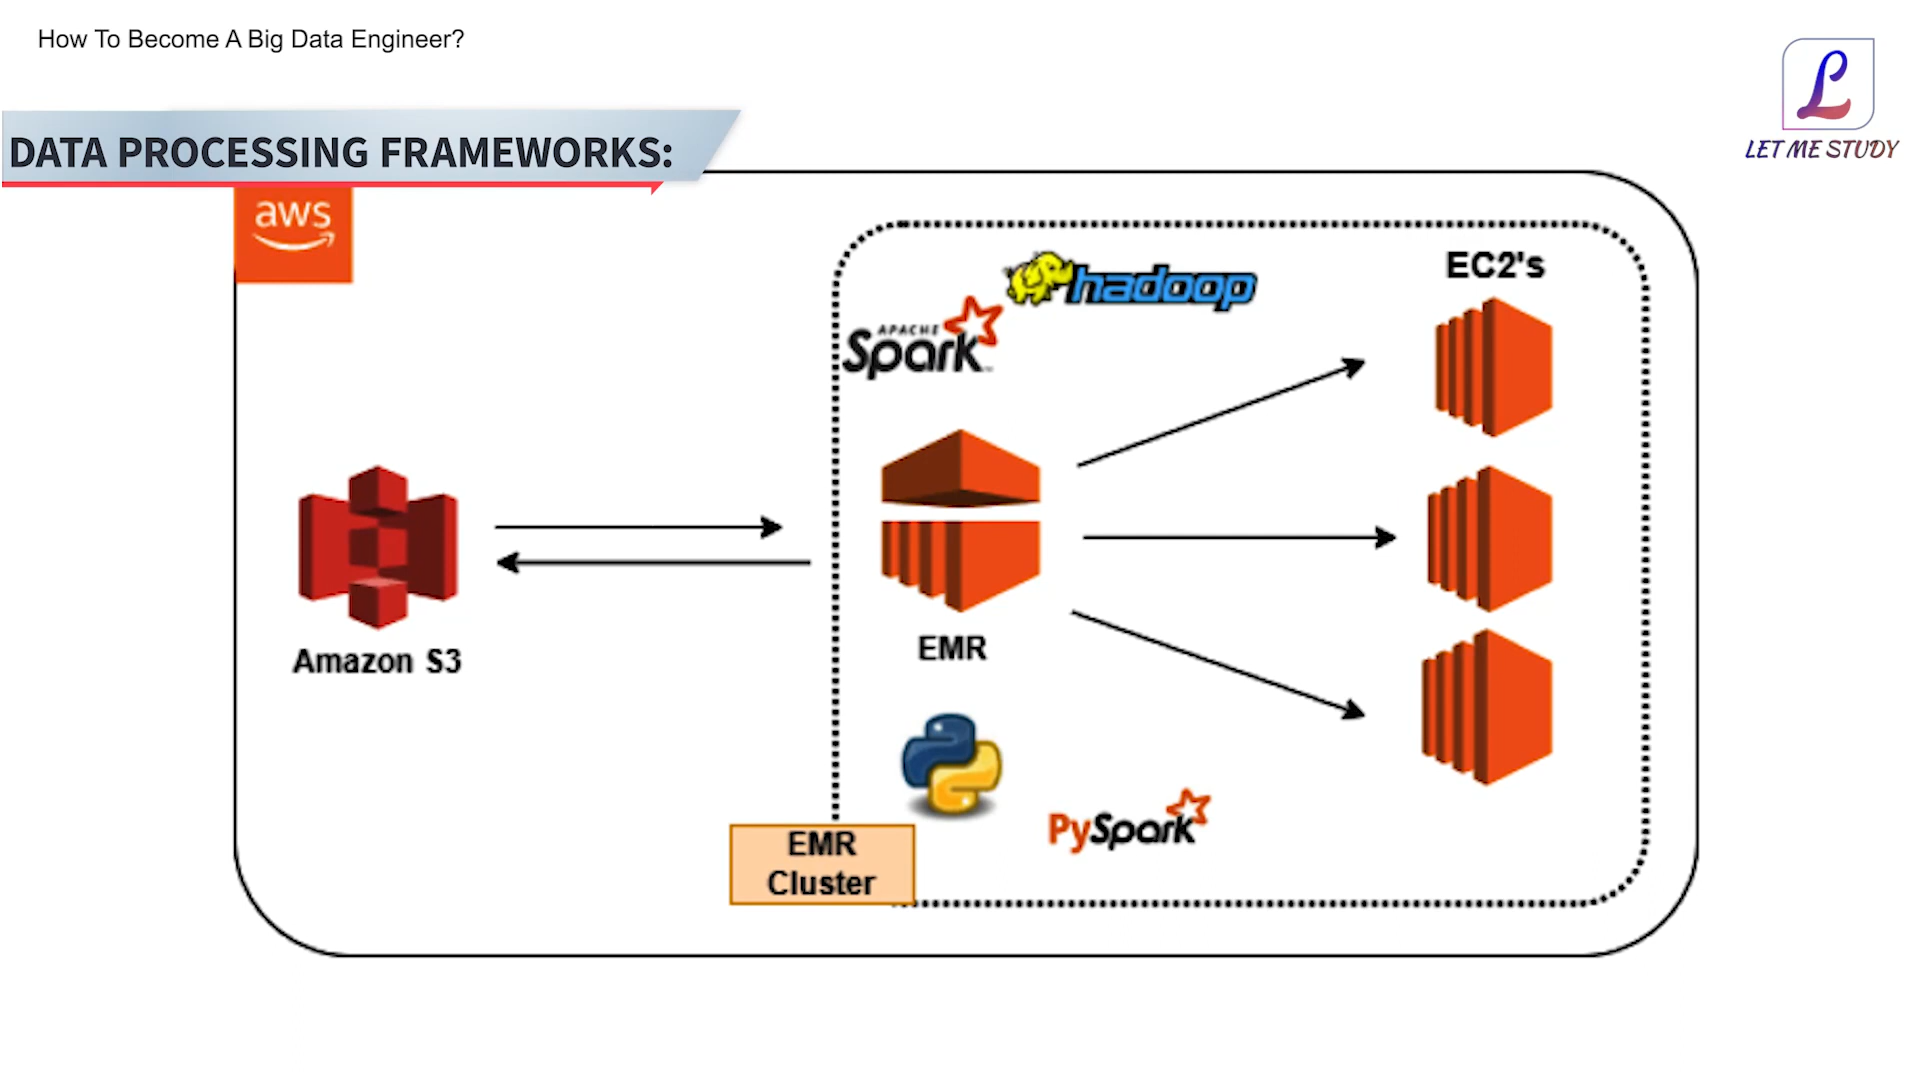 How To Become A Big Data Engineer?
L
LET ME STUDY
DATA PROCESSING FRAMEWORKS:
aws
hadoop
APACHE
Spark™
EC2's
Amazon S3
EMR
PySpark
EMR
Cluster